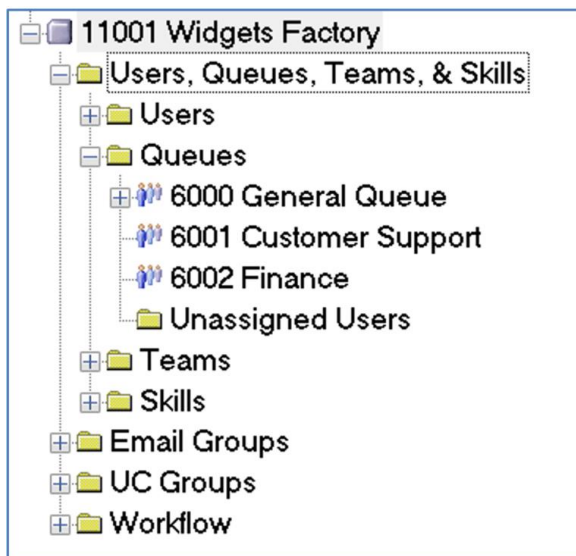 11001 Widgets Factory
Users, Queues, Teams, & Skills
Users
Queues
6000 General Queue
6001 Customer Support
6002 Finance
Unassigned Users
Teams
Skills
Email Groups
UC Groups
Workflow